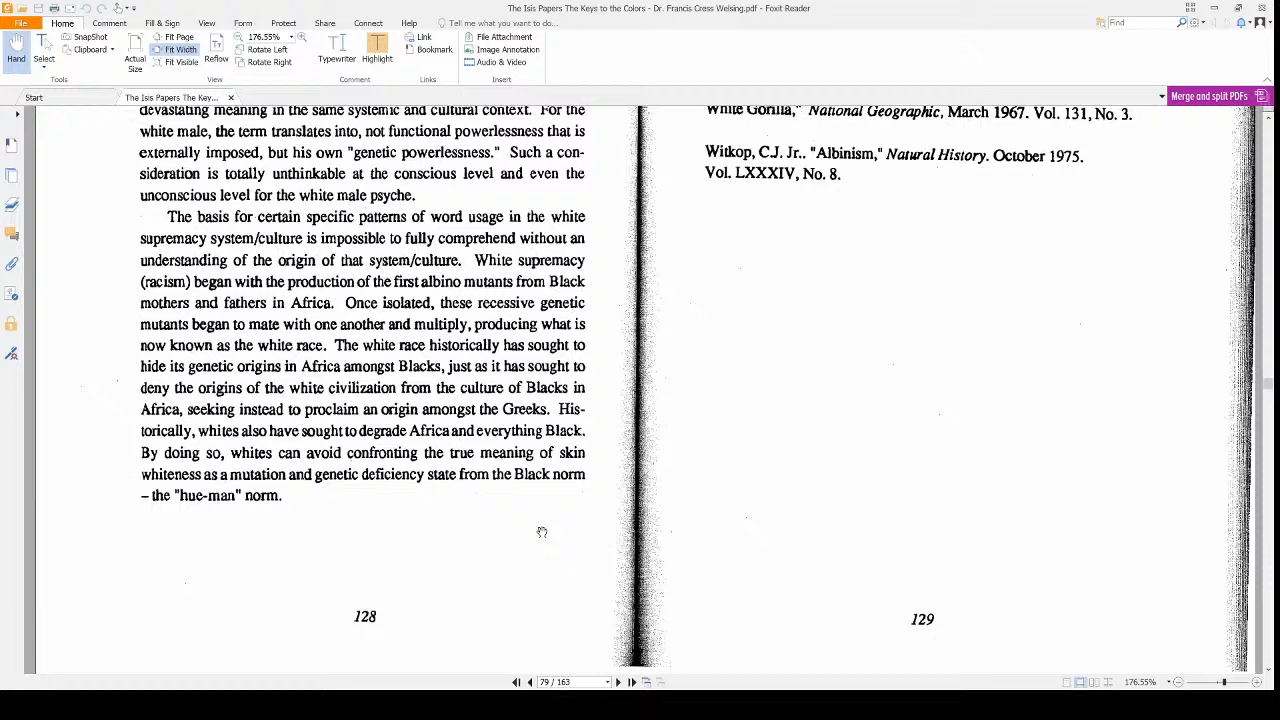 The Isis Papers The Keys to the Colors - Dr. Francis Cress Welsing.pdf - Foxit Reader
File Home Comment Fill & Sign View Form Protect Share Connect Help Tell me what you want to do... Find
SnapShot
Clipboard
Hand Select
Tools
Actual Size
Fit Page
Fit Width
Fit Visible
Reflow
176.55%
Rotate Left
Rotate Right
View
Typewriter Highlight
Comment
Link
Bookmark
Links
File Attachment
Image Annotation
Audio & Video
Insert
Start The Isis Papers The Key... Merge and split PDFs
devastating meaning in the same systemic and cultural context. For the
white male, the term translates into, not functional powerlessness that is
externally imposed, but his own "genetic powerlessness." Such a con-
sideration is totally unthinkable at the conscious level and even the
unconscious level for the white male psyche.
The basis for certain specific patterns of word usage in the white
supremacy system/culture is impossible to fully comprehend without an
understanding of the origin of that system/culture. White supremacy
(racism) began with the production of the first albino mutants from Black
mothers and fathers in Africa. Once isolated, these recessive genetic
mutants began to mate with one another and multiply, producing what is
now known as the white race. The white race historically has sought to
hide its genetic origins in Africa amongst Blacks, just as it has sought to
deny the origins of the white civilization from the culture of Blacks in
Africa, seeking instead to proclaim an origin amongst the Greeks. His-
torically, whites also have sought to degrade Africa and everything Black.
By doing so, whites can avoid confronting the true meaning of skin
whiteness as a mutation and genetic deficiency state from the Black norm
– the "hue-man" norm.
128
White Gorilla," National Geographic, March 1967. Vol. 131, No. 3.
Witkop, C.J. Jr.. "Albinism," Natural History. October 1975.
Vol. LXXXIV, No. 8.
129
79 / 163
176.55%